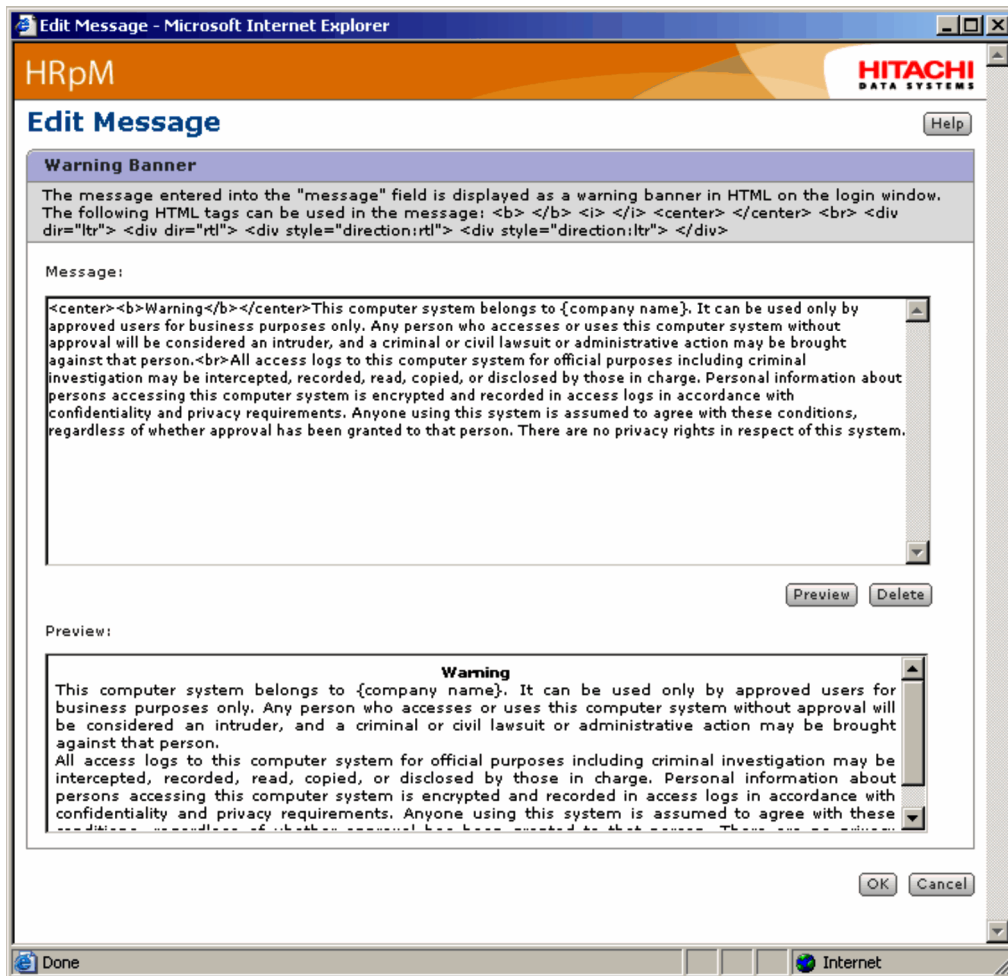 Edit Message - Microsoft Internet Explorer
HRpM
HITACHI
DATA SYSTEMS
Edit Message
Help
Warning Banner
The message entered into the "message" field is displayed as a warning banner in HTML on the login window.
The following HTML tags can be used in the message: <b> </b> <i> </i> <center> </center> <br> <div
dir="ltr"> <div dir="rtl"> <div style="direction:rtl"> <div style="direction:ltr"> </div>
Message:
<center><b>Warning</b></center>This computer system belongs to {company name}. It can be used only by
approved users for business purposes only. Any person who accesses or uses this computer system without
approval will be considered an intruder, and a criminal or civil lawsuit or administrative action may be brought
against that person.<br>All access logs to this computer system for official purposes including criminal
investigation may be intercepted, recorded, read, copied, or disclosed by those in charge. Personal information about
persons accessing this computer system is encrypted and recorded in access logs in accordance with
confidentiality and privacy requirements. Anyone using this system is assumed to agree with these conditions,
regardless of whether approval has been granted to that person. There are no privacy rights in respect of this system.
Preview
Delete
Preview:
Warning
This computer system belongs to {company name}. It can be used only by approved users for
business purposes only. Any person who accesses or uses this computer system without approval will
be considered an intruder, and a criminal or civil lawsuit or administrative action may be brought
against that person.
All access logs to this computer system for official purposes including criminal investigation may be
intercepted, recorded, read, copied, or disclosed by those in charge. Personal information about
persons accessing this computer system is encrypted and recorded in access logs in accordance with
confidentiality and privacy requirements. Anyone using this system is assumed to agree with these
conditions, regardless of whether approval has been granted to that person. There are no privacy
OK
Cancel
Done
Internet